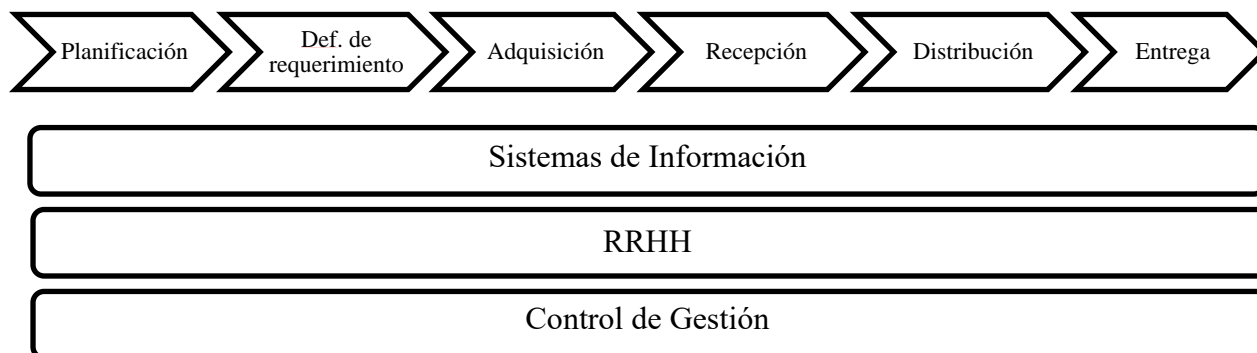 Planificación
Def. de
requerimiento
Adquisición
Recepción
Distribución
Entrega
Sistemas de Información
RRHH
Control de Gestión